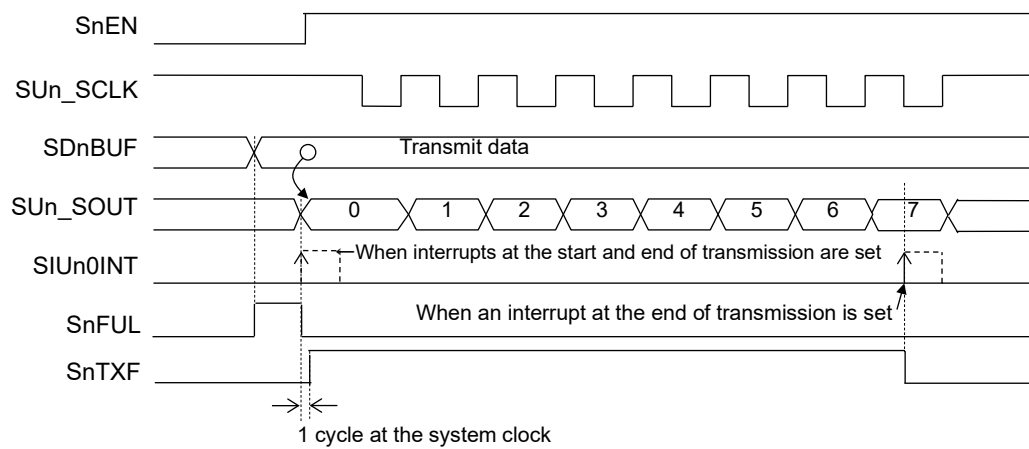 SnEN
SUn_SCLK
SDnBUF
Transmit data
SUn_SOUT
0 1 2 3 4 5 6 7
SIUn0INT
When interrupts at the start and end of transmission are set
When an interrupt at the end of transmission is set
SnFUL
SnTXF
1 cycle at the system clock